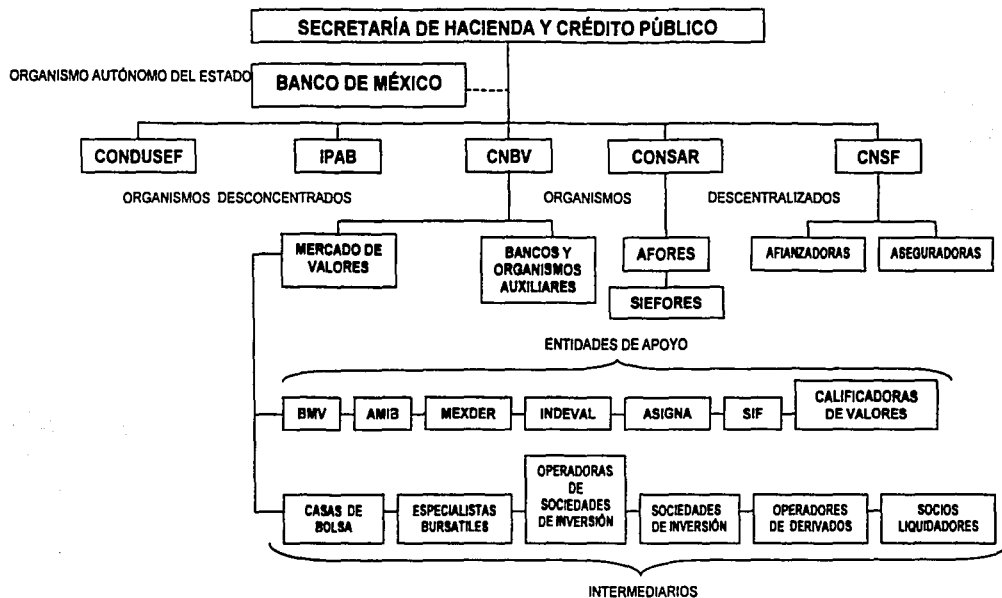 SECRETARÍA DE HACIENDA Y CRÉDITO PÚBLICO
ORGANISMO AUTÓNOMO DEL ESTADO
BANCO DE MÉXICO
CONDUSEF
IPAB
CNBV
CONSAR
CNSF
ORGANISMOS DESCONCENTRADOS
ORGANISMOS
DESCENTRALIZADOS
MERCADO DE
VALORES
BANCOS Y
ORGANISMOS
AUXILIARES
AFORES
AFIANZADORAS
ASEGURADORAS
SIEFORES
ENTIDADES DE APOYO
BMV
AMIB
MEXDER
INDEVAL
ASIGNA
SIF
CALIFICADORAS
DE VALORES
CASAS DE
BOLSA
ESPECIALISTAS
BURSATILES
OPERADORAS
DE
SOCIEDADES
DE INVERSIÓN
SOCIEDADES
DE INVERSIÓN
OPERADORES
DE DERIVADOS
SOCIOS
LIQUIDADORES
INTERMEDIARIOS